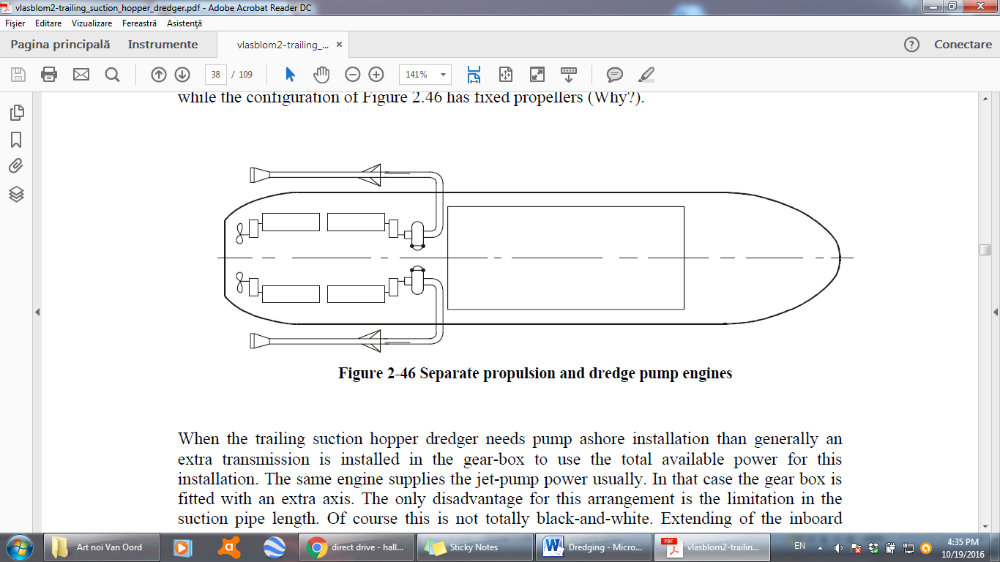 vlasblom2-trailing_suction_hopper_dredger.pdf - Adobe Acrobat Reader DC
Fişier Editare Vizualizare Fereastră Asistenţă
Pagina principală Instrumente vlasblom2-trailing_... × ? Conectare
38 / 109 141%
while the configuration of Figure 2.46 has fixed propellers (Why?).
Figure 2-46 Separate propulsion and dredge pump engines
When the trailing suction hopper dredger needs pump ashore installation than generally an
extra transmission is installed in the gear-box to use the total available power for this
installation. The same engine supplies the jet-pump power usually. In that case the gear box is
fitted with an extra axis. The only disadvantage for this arrangement is the limitation in the
suction pipe length. Of course this is not totally black-and-white. Extending of the inboard
Art noi Van Oord direct drive - hall... Sticky Notes Dredging - Micro... vlasblom2-trailin... EN 4:35 PM
10/19/2016